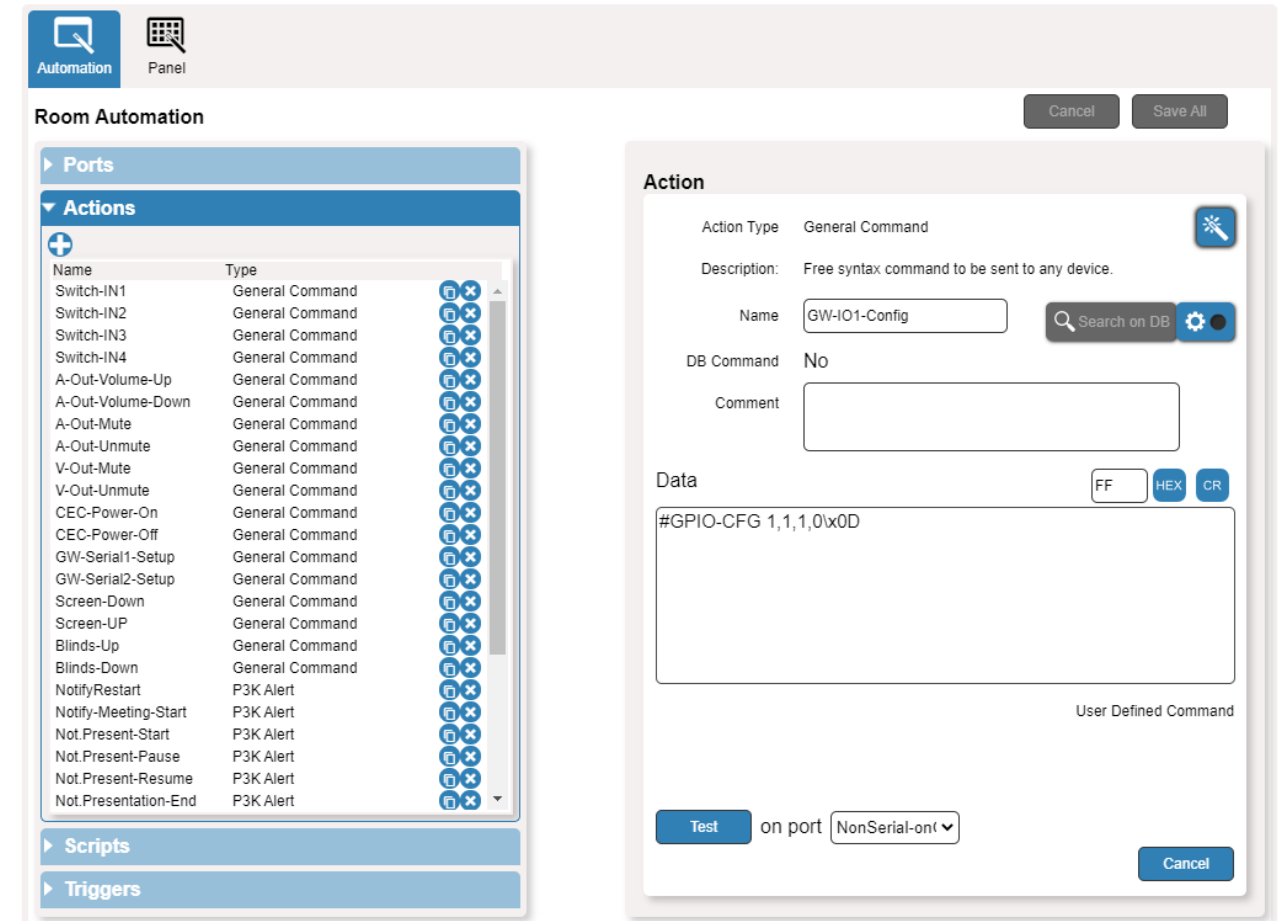 Automation
Panel
Room Automation
Cancel
Save All
Ports
Actions
Name Type
Switch-IN1 General Command
Switch-IN2 General Command
Switch-IN3 General Command
Switch-IN4 General Command
A-Out-Volume-Up General Command
A-Out-Volume-Down General Command
A-Out-Mute General Command
A-Out-Unmute General Command
V-Out-Mute General Command
V-Out-Unmute General Command
CEC-Power-On General Command
CEC-Power-Off General Command
GW-Serial1-Setup General Command
GW-Serial2-Setup General Command
Screen-Down General Command
Screen-UP General Command
Blinds-Up General Command
Blinds-Down General Command
NotifyRestart P3K Alert
Notify-Meeting-Start P3K Alert
Not.Present-Start P3K Alert
Not.Present-Pause P3K Alert
Not.Present-Resume P3K Alert
Not.Presentation-End P3K Alert
Scripts
Triggers
Action
Action Type General Command
Description: Free syntax command to be sent to any device.
Name GW-IO1-Config
Search on DB
DB Command No
Comment
Data FF HEX CR
#GPIO-CFG 1,1,1,0\x0D
User Defined Command
Test on port NonSerial-on(
Cancel